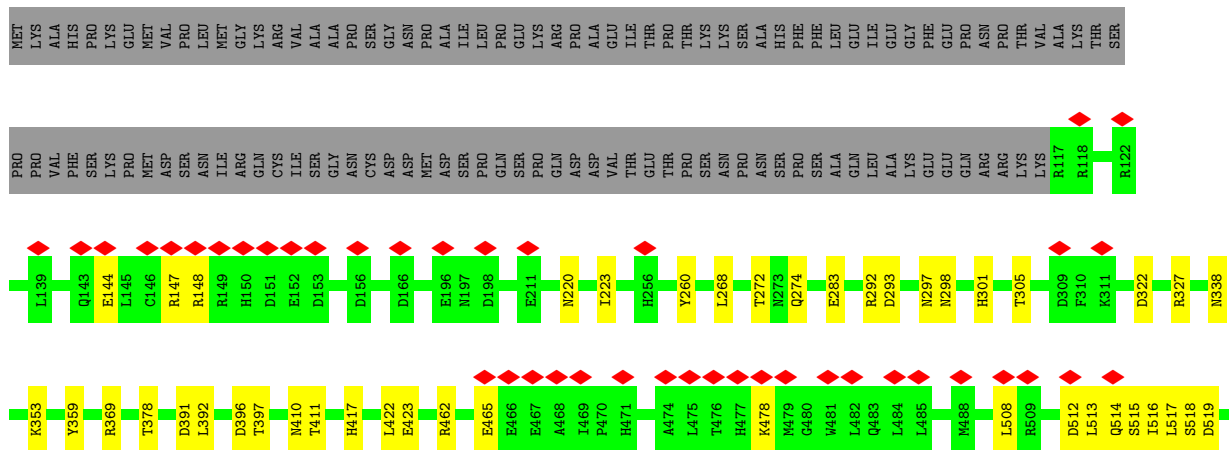 MET LYS ALA HIS PRO LYS GLU MET VAL PRO LEU MET GLY LYS ARG VAL ALA ALA PRO SER GLY ASN PRO ALA ILE LEU PRO GLU LYS ARG PRO ALA GLU ILE THR PRO THR LYS LYS SER ALA HIS PHE PHE LEU GLU ILE GLU GLY PHE GLU PRO ASN PRO THR VAL ALA LYS THR SER
PRO PRO VAL PHE SER LYS PRO MET ASP SER ASN ILE ARG GLN CYS ILE SER GLY ASN CYS ASP ASP MET ASP SER PRO GLN SER PRO GLN ASP ASP VAL THR GLU THR PRO SER ASN PRO ASN SER PRO SER ALA GLN LEU ALA LYS GLU GLU GLN ARG ARG LYS LYS R117 R118 R122
L139 Q143 E144 L145 C146 R147 R148 R149 H150 D151 E152 D153 D156 D166 E196 N197 D198 E211 N220 I223 H256 Y260 L268 T272 N273 Q274 E283 R292 D293 N297 N298 H301 T305 D309 F310 K311 D322 R327 N338
K353 Y359 R369 T378 D391 L392 D396 T397 N410 T411 H417 L422 E423 R462 E465 E466 E467 A468 I469 P470 H471 A474 L475 T476 H477 K478 M479 G480 W481 L482 Q483 L484 L485 M488 L508 R509 D512 L513 Q514 S515 I516 L517 S518 D519